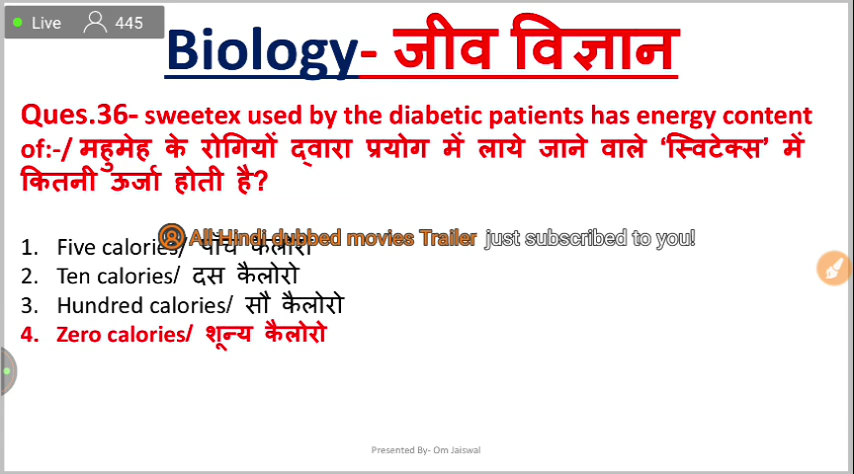 Live 445
Biology- जीव विज्ञान
Ques.36- sweetex used by the diabetic patients has energy content
of:-/ महुमेह के रोगियों द्वारा प्रयोग में लाये जाने वाले ‘स्विटेक्स’ में
कितनी ऊर्जा होती है?
All Hindi dubbed movies Trailer just subscribed to you!
1. Five calories/ पाँच कैलोरो
2. Ten calories/ दस कैलोरो
3. Hundred calories/ सौ कैलोरो
4. Zero calories/ शून्य कैलोरो
Presented By- Om Jaiswal